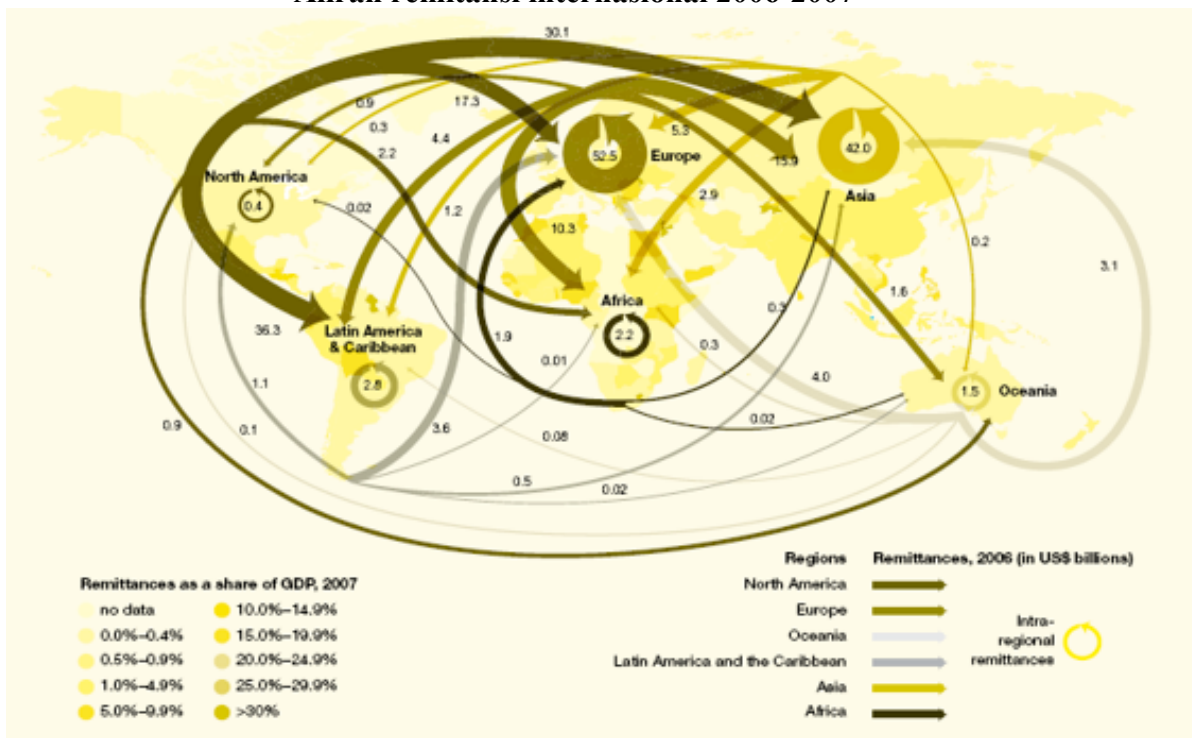 Aliran remitansi internasional 2006-2007
30.1
0.9
17.3
0.3
4.4
5.3
52.5
Europe
42.0
15.9
2.2
North America
0.4
0.02
1.2
2.9
Asia
10.3
0.2
3.1
1.6
Africa
0.3
36.3
Latin America
& Caribbean
1.9
2.2
0.01
0.3
2.8
1.1
4.0
1.5
Oceania
0.9
0.1
3.6
0.08
0.02
0.5
0.02
Regions
Remittances, 2006 (in US$ billions)
Remittances as a share of GDP, 2007
North America
no data
10.0%–14.9%
Europe
0.0%–0.4%
15.0%–19.9%
Oceania
Intra-
regional
remittances
0.5%–0.9%
20.0%–24.9%
Latin America and the Caribbean
1.0%–4.9%
25.0%–29.9%
Asia
5.0%–9.9%
>30%
Africa